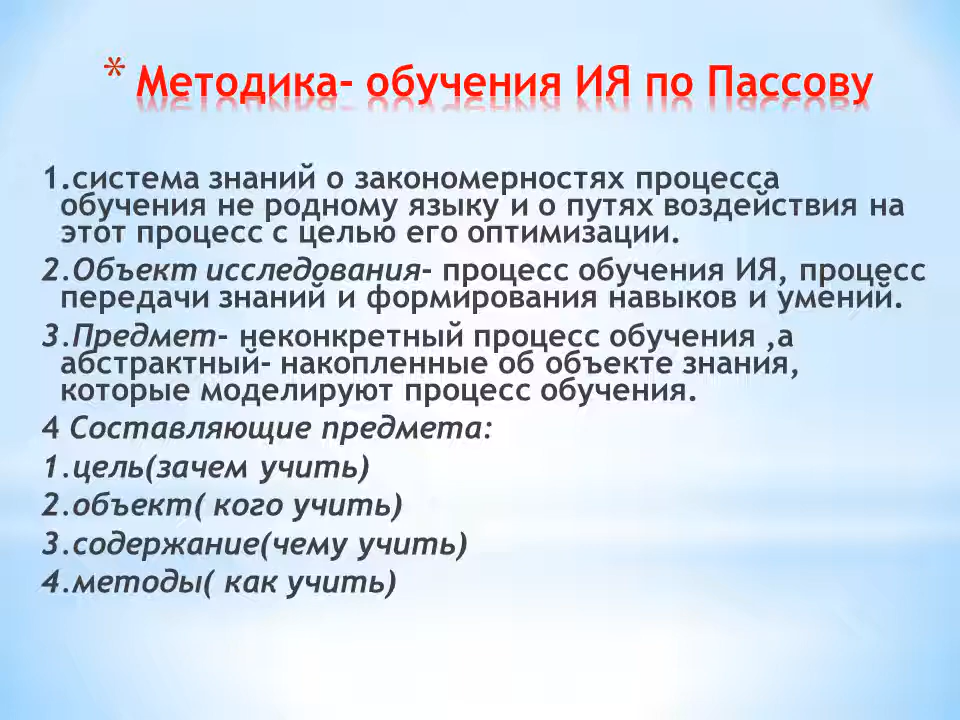 * Методика- обучения ИЯ по Пассову
1.система знаний о закономерностях процесса
обучения не родному языку и о путях воздействия на
этот процесс с целью его оптимизации.
2.Объект исследования- процесс обучения ИЯ, процесс
передачи знаний и формирования навыков и умений.
3.Предмет- неконкретный процесс обучения ,а
абстрактный- накопленные об объекте знания,
которые моделируют процесс обучения.
4 Составляющие предмета:
1.цель(зачем учить)
2.объект( кого учить)
3.содержание(чему учить)
4.методы( как учить)